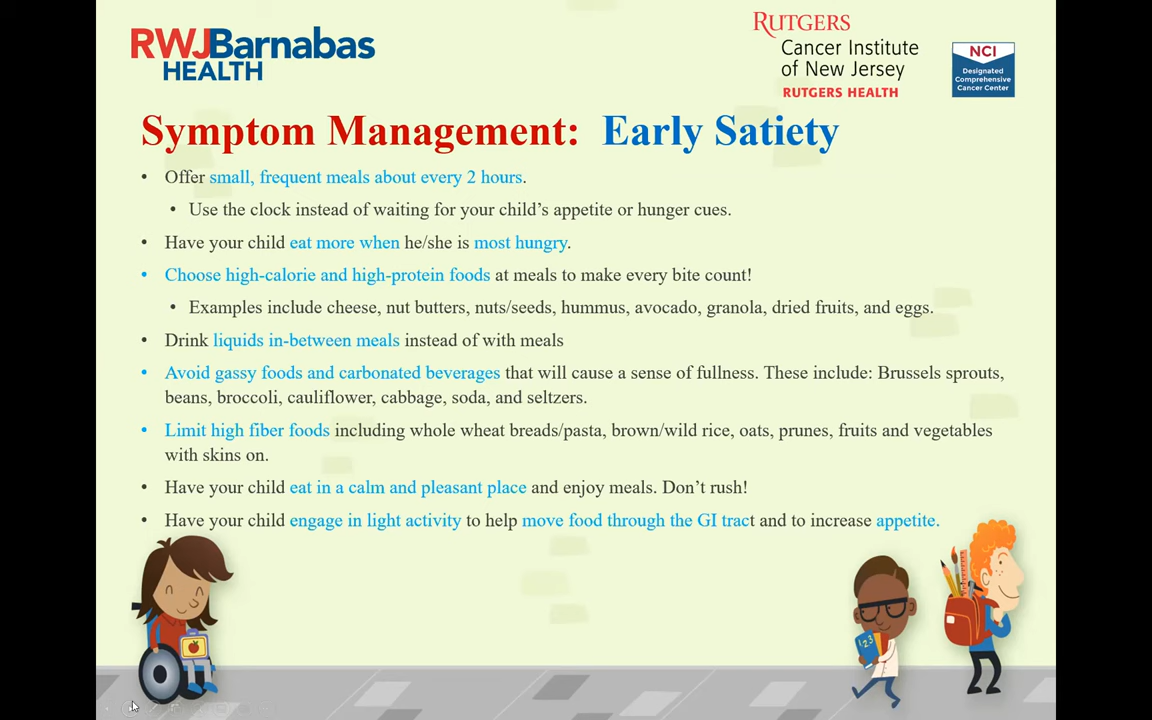 RWJBarnabas
HEALTH
RUTGERS
Cancer Institute
of New Jersey
RUTGERS HEALTH
NCI
Designated
Comprehensive
Cancer Center
Symptom Management: Early Satiety
• Offer small, frequent meals about every 2 hours.
• Use the clock instead of waiting for your child’s appetite or hunger cues.
• Have your child eat more when he/she is most hungry.
• Choose high-calorie and high-protein foods at meals to make every bite count!
• Examples include cheese, nut butters, nuts/seeds, hummus, avocado, granola, dried fruits, and eggs.
• Drink liquids in-between meals instead of with meals
• Avoid gassy foods and carbonated beverages that will cause a sense of fullness. These include: Brussels sprouts,
beans, broccoli, cauliflower, cabbage, soda, and seltzers.
• Limit high fiber foods including whole wheat breads/pasta, brown/wild rice, oats, prunes, fruits and vegetables
with skins on.
• Have your child eat in a calm and pleasant place and enjoy meals. Don’t rush!
• Have your child engage in light activity to help move food through the GI tract and to increase appetite.
123